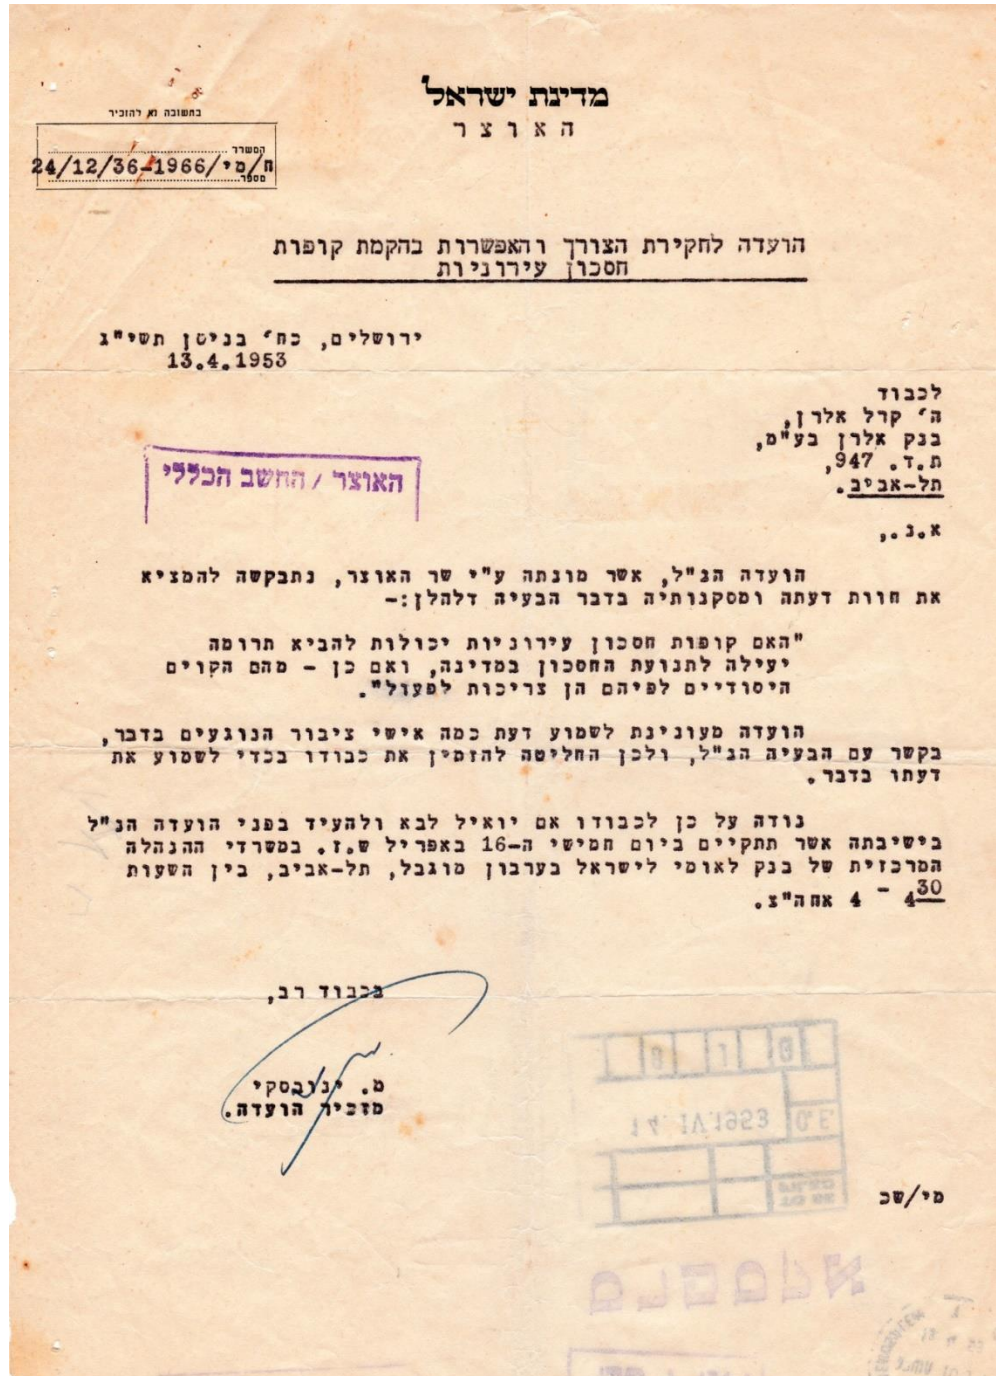 מדינת ישראל
האוצר
בתשובה נא להזכיר
המשרד
ח/מי/24/12/36-1966
מספר
הועדה לחקירת הצורך והאפשרות בהקמת קופות
חסכון עירוניות
ירושלים, כח' בניסן תשי"ג
13.4.1953
לכבוד
ה' קרל אלרן,
בנק אלרן בע"מ,
ת.ד. 947,
תל-אביב.
האוצר / החשב הכללי
א.נ.,
הועדה הנ"ל, אשר מונתה ע"י שר האוצר, נתבקשה להמציא
את חוות דעתה ומסקנותיה בדבר הבעיה דלהלן:-
"האם קופות חסכון עירוניות יכולות להביא תרומה
יעילה לתנועת החסכון במדינה, ואם כן - מהם הקוים
היסודיים לפיהם הן צריכות לפעול".
הועדה מעונינת לשמוע דעת כמה אישי ציבור הנוגעים בדבר,
בקשר עם הבעיה הנ"ל, ולכן החליטה להזמין את כבודו בכדי לשמוע את
דעתו בדבר.
נודה על כן לכבודו אם יואיל לבא ולהעיד בפני הועדה הנ"ל
בישיבתה אשר תתקיים ביום חמישי ה-16 באפריל ש.ז. במשרדי ההנהלה
המרכזית של בנק לאומי לישראל בערבון מוגבל, תל-אביב, בין השעות
4³⁰ - 4 אחה"צ.
בכבוד רב,
מ. ינובסקי
מזכיר הועדה.
14. IV. 1953
מי/שכ